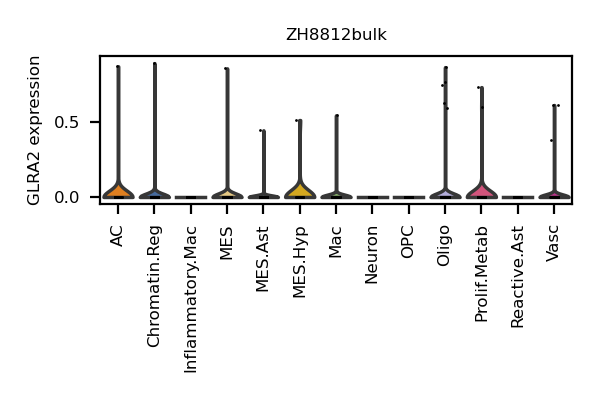 ZH8812bulk
GLRA2 expression
0.5
0.0
AC
Chromatin.Reg
Inflammatory.Mac
MES
MES.Ast
MES.Hyp
Mac
Neuron
OPC
Oligo
Prolif.Metab
Reactive.Ast
Vasc